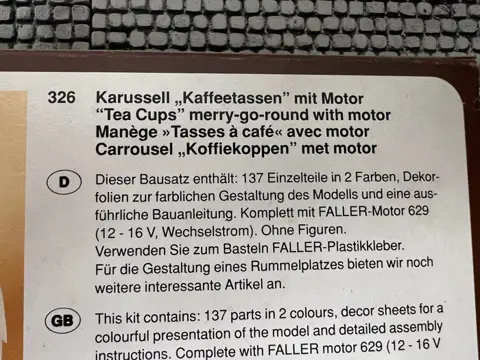 326 Karussell „Kaffeetassen” mit Motor
“Tea Cups” merry-go-round with motor
Manège »Tasses à café« avec motor
Carrousel „Koffiekoppen” met motor
D Dieser Bausatz enthält: 137 Einzelteile in 2 Farben, Dekor-
folien zur farblichen Gestaltung des Modells und eine aus-
führliche Bauanleitung. Komplett mit FALLER-Motor 629
(12 - 16 V, Wechselstrom). Ohne Figuren.
Verwenden Sie zum Basteln FALLER-Plastikkleber.
Für die Gestaltung eines Rummelplatzes bieten wir noch
weitere interessante Artikel an.
GB This kit contains: 137 parts in 2 colours, decor sheets for a
colourful presentation of the model and detailed assembly
instructions. Complete with FALLER motor 629 (12 - 16 V